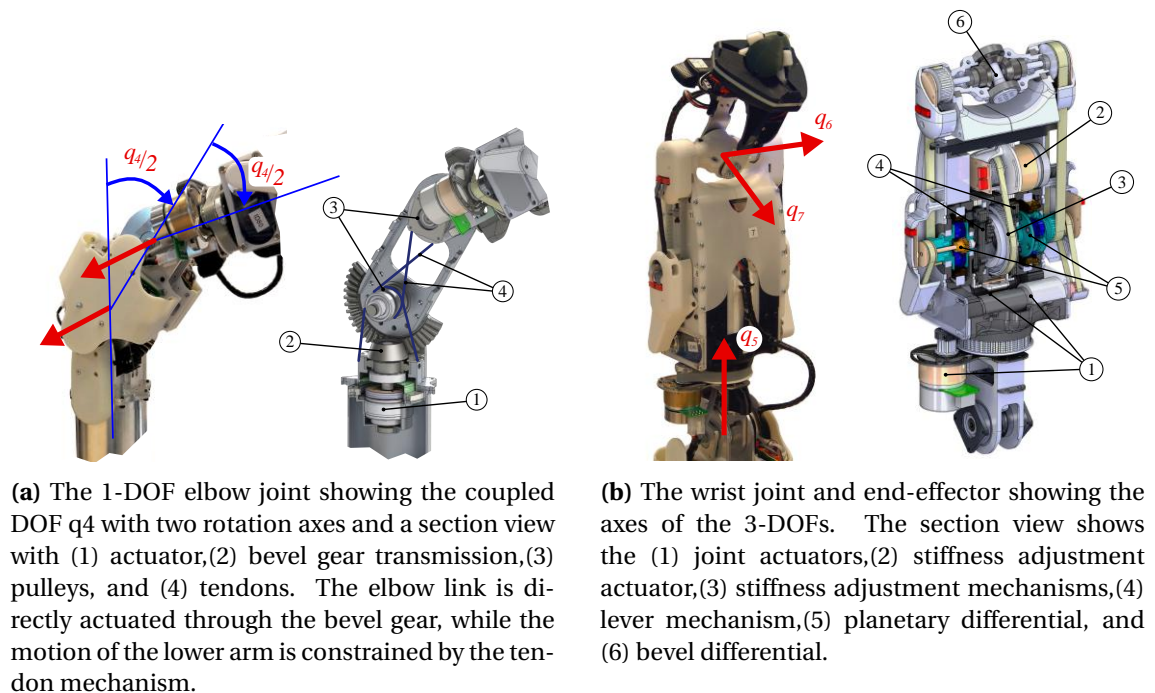 q4/2
q4/2
3
4
2
1
6
2
4
3
5
1
q6
q7
7
q5
(a) The 1-DOF elbow joint showing the coupled
DOF q4 with two rotation axes and a section view
with (1) actuator,(2) bevel gear transmission,(3)
pulleys, and (4) tendons. The elbow link is di-
rectly actuated through the bevel gear, while the
motion of the lower arm is constrained by the ten-
don mechanism.
(b) The wrist joint and end-effector showing the
axes of the 3-DOFs. The section view shows
the (1) joint actuators,(2) stiffness adjustment
actuator,(3) stiffness adjustment mechanisms,(4)
lever mechanism,(5) planetary differential, and
(6) bevel differential.